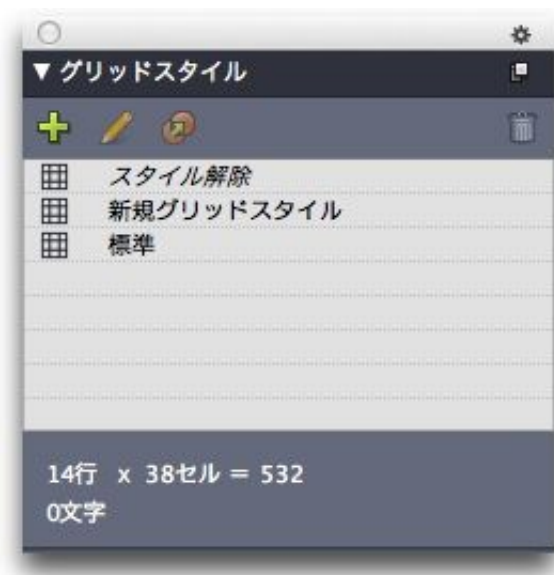 グリッドスタイル
スタイル解除
新規グリッドスタイル
標準
14行 x 38セル = 532
0文字